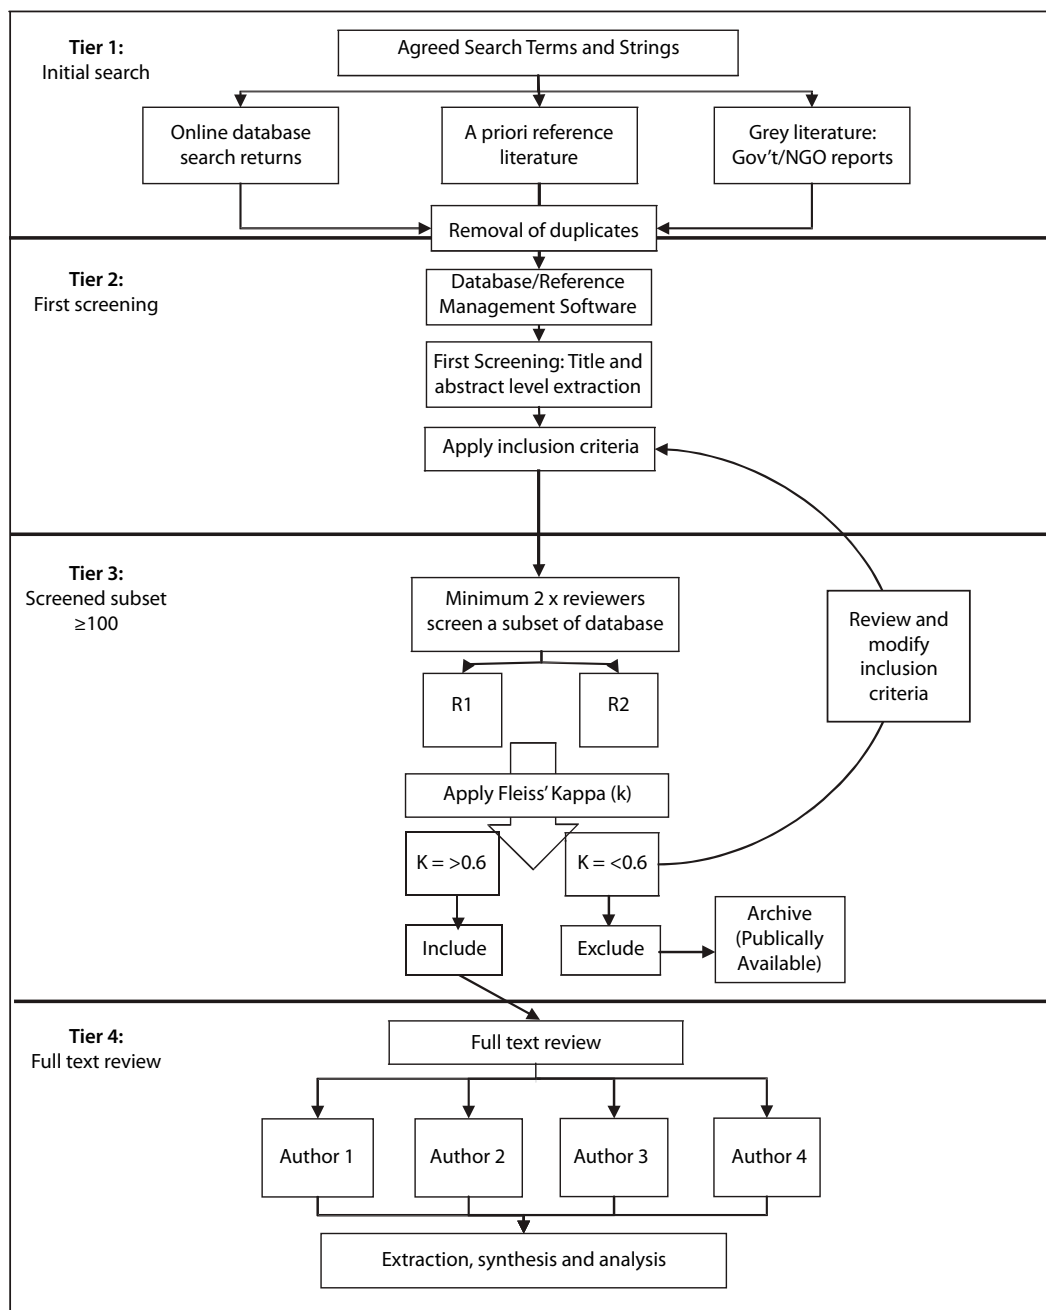 Tier 1:
Initial search
Agreed Search Terms and Strings
Online database
search returns
A priori reference
literature
Grey literature:
Gov't/NGO reports
Removal of duplicates
Tier 2:
First screening
Database/Reference
Management Software
First Screening: Title and
abstract level extraction
Apply inclusion criteria
Tier 3:
Screened subset
≥100
Minimum 2 x reviewers
screen a subset of database
Review and
modify
inclusion
criteria
R1
R2
Apply Fleiss' Kappa (k)
K = >0.6
K = <0.6
Include
Exclude
Archive
(Publically
Available)
Tier 4:
Full text review
Full text review
Author 1
Author 2
Author 3
Author 4
Extraction, synthesis and analysis